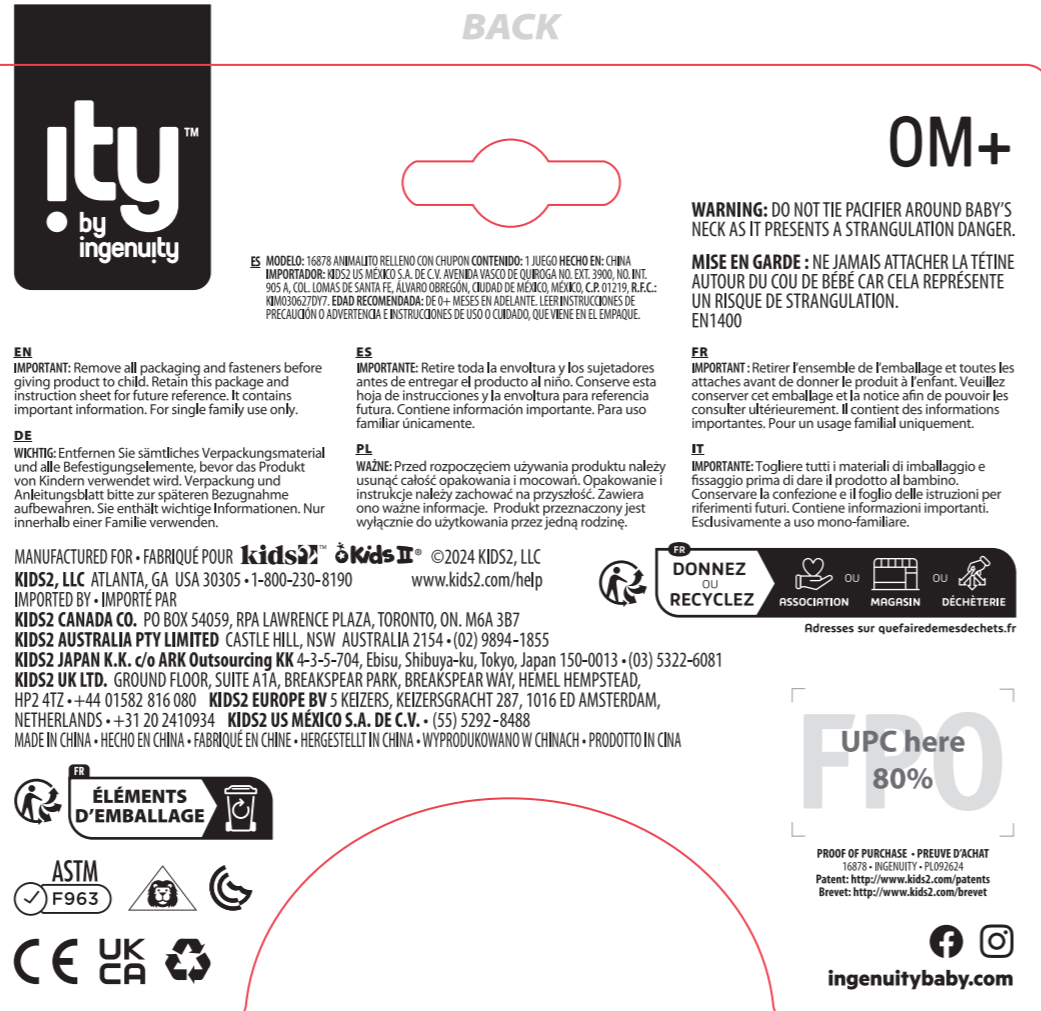 BACK
ity™
by
ingenuity
0M+
WARNING: DO NOT TIE PACIFIER AROUND BABY'S
NECK AS IT PRESENTS A STRANGULATION DANGER.
MISE EN GARDE : NE JAMAIS ATTACHER LA TÉTINE
AUTOUR DU COU DE BÉBÉ CAR CELA REPRÉSENTE
UN RISQUE DE STRANGULATION.
EN1400
ES MODELO: 16878 ANIMALITO RELLENO CON CHUPON CONTENIDO: 1 JUEGO HECHO EN: CHINA
IMPORTADOR: KIDS2 US MÉXICO S.A. DE C.V. AVENIDA VASCO DE QUIROGA NO. EXT. 3900, NO. INT.
905 A, COL. LOMAS DE SANTA FE, ÁLVARO OBREGÓN, CIUDAD DE MÉXICO, MÉXICO, C.P. 01219, R.F.C.:
KIM030627DY7. EDAD RECOMENDADA: DE 0+ MESES EN ADELANTE. LEER INSTRUCCIONES DE
PRECAUCIÓN O ADVERTENCIA E INSTRUCCIONES DE USO O CUIDADO, QUE VIENE EN EL EMPAQUE.
EN
IMPORTANT: Remove all packaging and fasteners before
giving product to child. Retain this package and
instruction sheet for future reference. It contains
important information. For single family use only.
ES
IMPORTANTE: Retire toda la envoltura y los sujetadores
antes de entregar el producto al niño. Conserve esta
hoja de instrucciones y la envoltura para referencia
futura. Contiene información importante. Para uso
familiar únicamente.
FR
IMPORTANT : Retirer l'ensemble de l'emballage et toutes les
attaches avant de donner le produit à l'enfant. Veuillez
conserver cet emballage et la notice afin de pouvoir les
consulter ultérieurement. Il contient des informations
importantes. Pour un usage familial uniquement.
DE
WICHTIG: Entfernen Sie sämtliches Verpackungsmaterial
und alle Befestigungselemente, bevor das Produkt
von Kindern verwendet wird. Verpackung und
Anleitungsblatt bitte zur späteren Bezugnahme
aufbewahren. Sie enthält wichtige Informationen. Nur
innerhalb einer Familie verwenden.
PL
WAŻNE: Przed rozpoczęciem używania produktu należy
usunąć całość opakowania i mocowań. Opakowanie i
instrukcje należy zachować na przyszłość. Zawiera
ono ważne informacje. Produkt przeznaczony jest
wyłącznie do użytkowania przez jedną rodzinę.
IT
IMPORTANTE: Togliere tutti i materiali di imballaggio e
fissaggio prima di dare il prodotto al bambino.
Conservare la confezione e il foglio delle istruzioni per
riferimenti futuri. Contiene informazioni importanti.
Esclusivamente a uso mono-familiare.
MANUFACTURED FOR • FABRIQUÉ POUR kids2™ Kids II® ©2024 KIDS2, LLC
KIDS2, LLC ATLANTA, GA USA 30305 • 1-800-230-8190 www.kids2.com/help
IMPORTED BY • IMPORTÉ PAR
KIDS2 CANADA CO. PO BOX 54059, RPA LAWRENCE PLAZA, TORONTO, ON. M6A 3B7
KIDS2 AUSTRALIA PTY LIMITED CASTLE HILL, NSW AUSTRALIA 2154 • (02) 9894-1855
KIDS2 JAPAN K.K. c/o ARK Outsourcing KK 4-3-5-704, Ebisu, Shibuya-ku, Tokyo, Japan 150-0013 • (03) 5322-6081
KIDS2 UK LTD. GROUND FLOOR, SUITE A1A, BREAKSPEAR PARK, BREAKSPEAR WAY, HEMEL HEMPSTEAD,
HP2 4TZ • +44 01582 816 080 KIDS2 EUROPE BV 5 KEIZERS, KEIZERSGRACHT 287, 1016 ED AMSTERDAM,
NETHERLANDS • +31 20 2410934 KIDS2 US MÉXICO S.A. DE C.V. • (55) 5292-8488
MADE IN CHINA • HECHO EN CHINA • FABRIQUÉ EN CHINE • HERGESTELLT IN CHINA • WYPRODUKOWANO W CHINACH • PRODOTTO IN CINA
FR
DONNEZ
OU
RECYCLEZ
ASSOCIATION OU MAGASIN OU DÉCHÈTERIE
Adresses sur quefairedemesdechets.fr
FR
ÉLÉMENTS
D'EMBALLAGE
FPO
UPC here
80%
ASTM
F963
CE UK
CA
PROOF OF PURCHASE • PREUVE D'ACHAT
16878 • INGENUITY • PL092624
Patent: http://www.kids2.com/patents
Brevet: http://www.kids2.com/brevet
ingenuitybaby.com